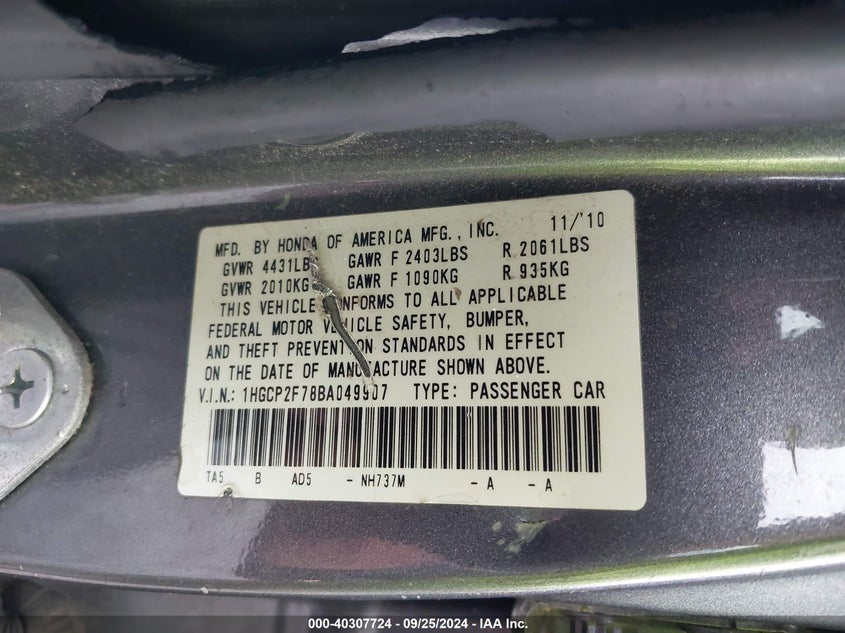 MFD. BY HONDA OF AMERICA MFG., INC. 11/'10
GVWR 4431LBS GAWR F 2403LBS R 2061LBS
GVWR 2010KG GAWR F 1090KG R 935KG
THIS VEHICLE CONFORMS TO ALL APPLICABLE
FEDERAL MOTOR VEHICLE SAFETY, BUMPER,
AND THEFT PREVENTION STANDARDS IN EFFECT
ON THE DATE OF MANUFACTURE SHOWN ABOVE.
V.I.N.: 1HGCP2F78BA049907 TYPE: PASSENGER CAR
TA5 B AD5 - NH737M - A - A
000-40307724 - 09/25/2024 - IAA Inc.